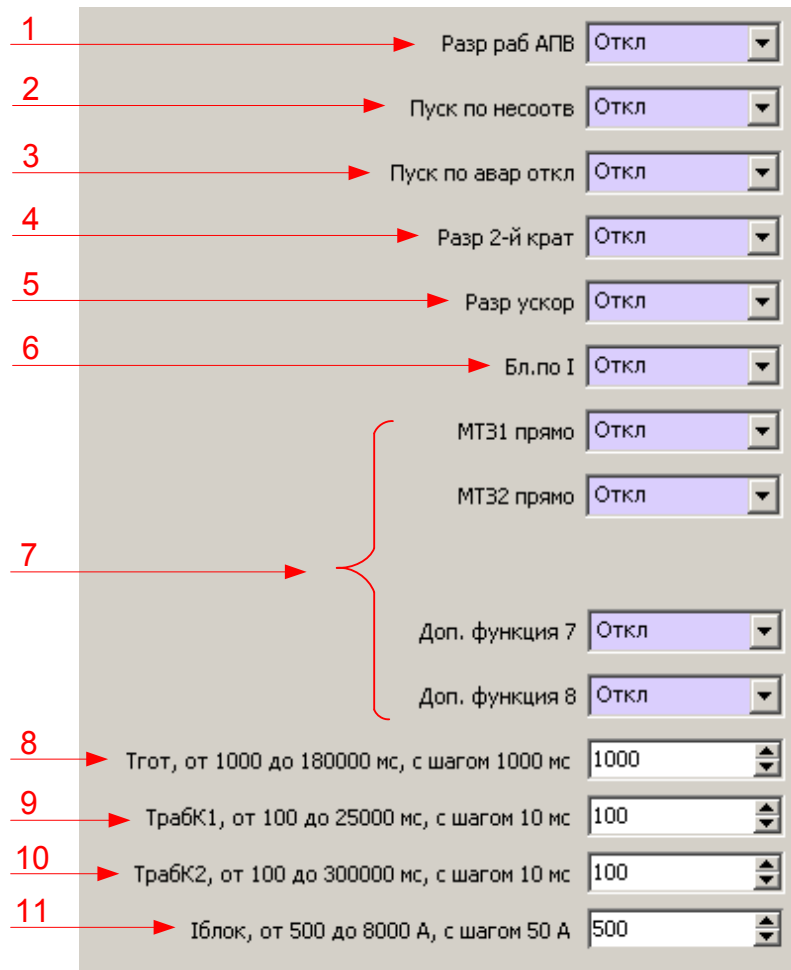 1 Разр раб АПВ Откл
2 Пуск по несоотв Откл
3 Пуск по авар откл Откл
4 Разр 2-й крат Откл
5 Разр ускор Откл
6 Бл.по I Откл
МТЗ1 прямо Откл
МТЗ2 прямо Откл
7
Доп. функция 7 Откл
Доп. функция 8 Откл
8 Тгот, от 1000 до 180000 мс, с шагом 1000 мс 1000
9 ТрабК1, от 100 до 25000 мс, с шагом 10 мс 100
10 ТрабК2, от 100 до 300000 мс, с шагом 10 мс 100
11 Iблок, от 500 до 8000 А, с шагом 50 А 500